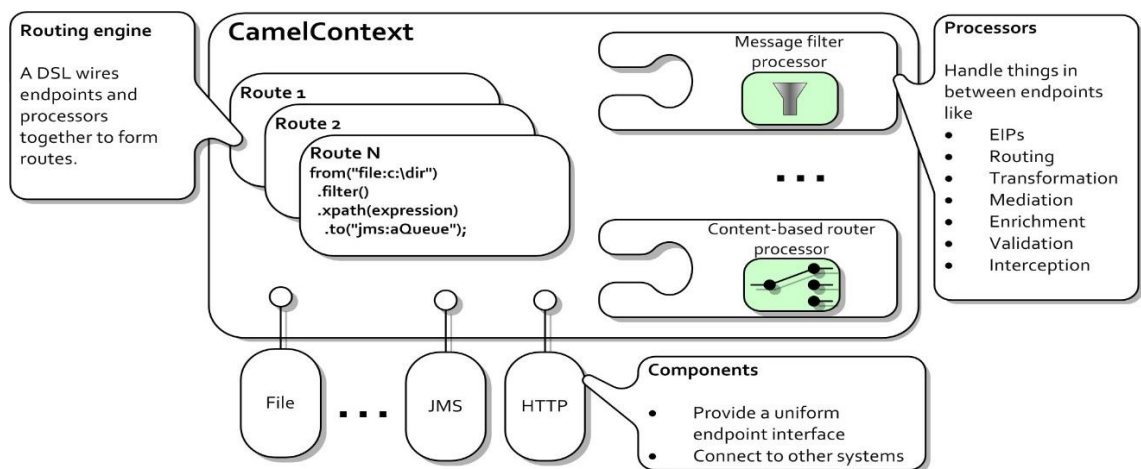 Routing engine
A DSL wires
endpoints and
processors
together to form
routes.
CamelContext
Route 1
Route 2
Route N
from("file:c:\dir")
.filter()
.xpath(expression)
.to("jms:aQueue");
Message filter
processor
...
Content-based router
processor
Processors
Handle things in
between endpoints
like
• EIPs
• Routing
• Transformation
• Mediation
• Enrichment
• Validation
• Interception
File
...
JMS
HTTP
Components
• Provide a uniform
endpoint interface
• Connect to other systems